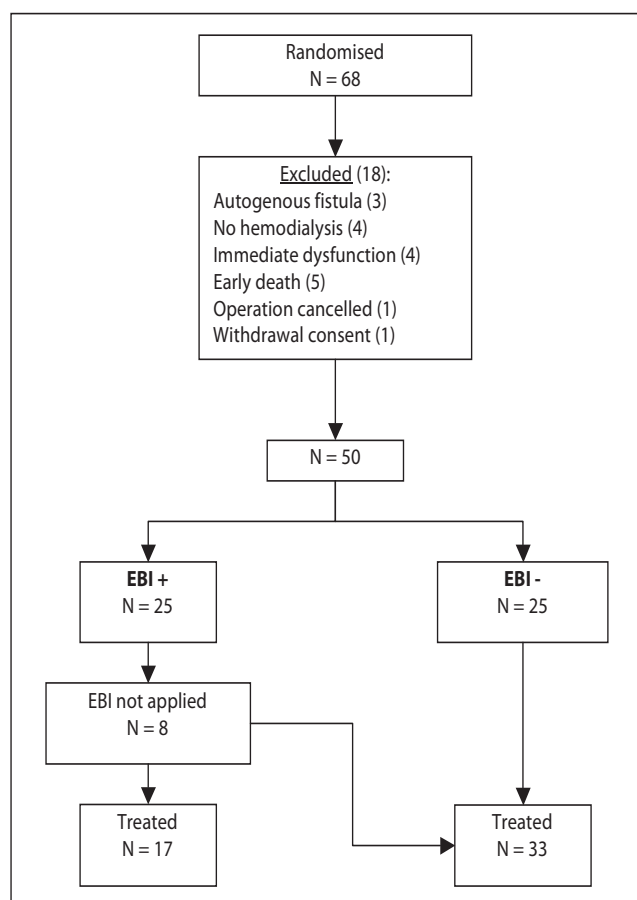 Randomised
N = 68
Excluded (18):
Autogenous fistula (3)
No hemodialysis (4)
Immediate dysfunction (4)
Early death (5)
Operation cancelled (1)
Withdrawal consent (1)
N = 50
EBI +
N = 25
EBI -
N = 25
EBI not applied
N = 8
Treated
N = 17
Treated
N = 33